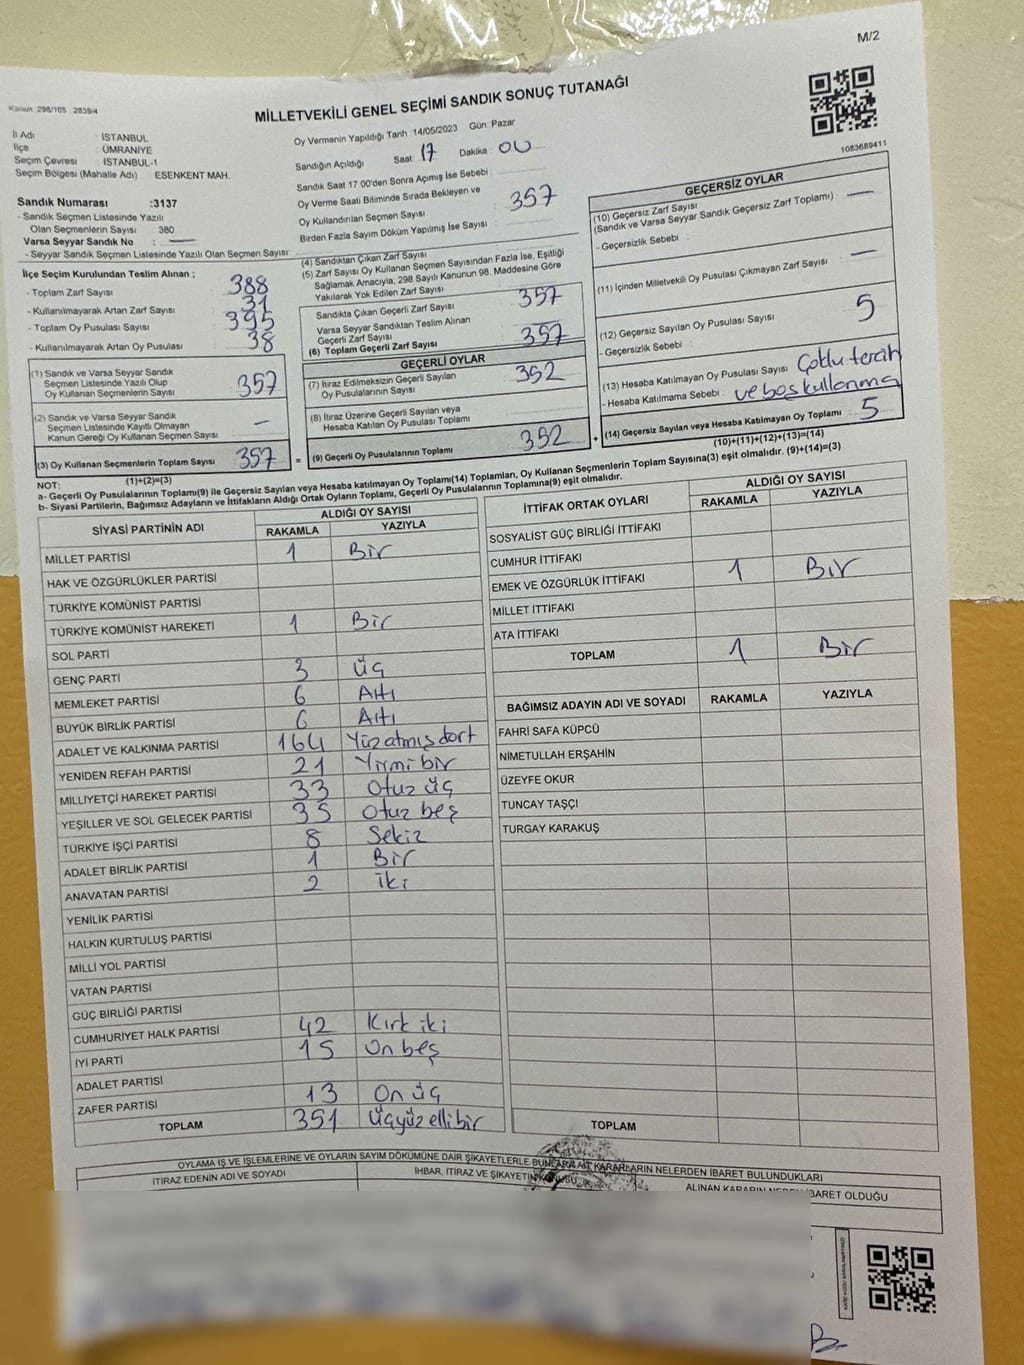 M/2
Kanun 298/105 2839/4
MİLLETVEKİLİ GENEL SEÇİMİ SANDIK SONUÇ TUTANAĞI
1083689411
İl Adı : İSTANBUL
İlçe : ÜMRANİYE
Seçim Çevresi : İSTANBUL-1
Seçim Bölgesi (Mahalle Adı) : ESENKENT MAH.
Sandık Numarası :3137
- Sandık Seçmen Listesinde Yazılı
Olan Seçmenlerin Sayısı : 380
Varsa Seyyar Sandık No : —
- Seyyar Sandık Seçmen Listesinde Yazılı Olan Seçmen Sayısı :
Oy Vermenin Yapıldığı Tarih :14/05/2023 Gün: Pazar
Sandığın Açıldığı Saat 17 Dakika 00
Sandık Saat 17 00'den Sonra Açımış İse Sebebi :
Oy Verme Saati Bitiminde Sırada Bekleyen ve
Oy Kullandırılan Seçmen Sayısı : 357
Birden Fazla Sayım Döküm Yapılmış İse Sayısı :
İlçe Seçim Kurulundan Teslim Alınan ;
- Toplam Zarf Sayısı : 388
- Kullanılmayarak Artan Zarf Sayısı : 31
- Toplam Oy Pusulası Sayısı : 395
- Kullanılmayarak Artan Oy Pusulası : 38
(1) Sandık ve Varsa Seyyar Sandık
Seçmen Listesinde Yazılı Olup
Oy Kullanan Seçmenlerin Sayısı : 357
(2) Sandık ve Varsa Seyyar Sandık
Seçmen Listesinde Kayıtlı Olmayan
Kanun Gereği Oy Kullanan Seçmen Sayısı : —
(3) Oy Kullanan Seçmenlerin Toplam Sayısı 357
(1)+(2)=(3)
(4) Sandıktan Çıkan Zarf Sayısı :
(5) Zarf Sayısı Oy Kullanan Seçmen Sayısından Fazla İse, Eşitliği
Sağlamak Amacıyla, 298 Sayılı Kanunun 98. Maddesine Göre
Yakılarak Yok Edilen Zarf Sayısı :
Sandıkta Çıkan Geçerli Zarf Sayısı : 357
Varsa Seyyar Sandıktan Teslim Alınan
Geçerli Zarf Sayısı :
(6) Toplam Geçerli Zarf Sayısı : 357
GEÇERLİ OYLAR
(7) İtiraz Edilmeksizin Geçerli Sayılan
Oy Pusulalarının Sayısı : 352
(8) İtiraz Üzerine Geçerli Sayılan veya
Hesaba Katılan Oy Pusulası Toplamı :
= (9) Geçerli Oy Pusulalarının Toplamı : 352 +
GEÇERSİZ OYLAR
(10) Geçersiz Zarf Sayısı
(Sandık ve Varsa Seyyar Sandık Geçersiz Zarf Toplamı) : —
- Geçersizlik Sebebi :
(11) İçinden Milletvekili Oy Pusulası Çıkmayan Zarf Sayısı : —
(12) Geçersiz Sayılan Oy Pusulası Sayısı : 5
- Geçersizlik Sebebi :
(13) Hesaba Katılmayan Oy Pusulası Sayısı : Çoklu tercih
- Hesaba Katılmama Sebebi : ve boş kullanma
(14) Geçersiz Sayılan veya Hesaba Katılmayan Oy Toplamı : 5
(10)+(11)+(12)+(13)=(14)
NOT:
a- Geçerli Oy Pusulalarının Toplamı(9) ile Geçersiz Sayılan veya Hesaba katılmayan Oy Toplamı(14) Toplamları, Oy Kullanan Seçmenlerin Toplam Sayısına(3) eşit olmalıdır. (9)+(14)=(3)
b- Siyasi Partilerin, Bağımsız Adayların ve İttifakların Aldığı Ortak Oyların Toplamı, Geçerli Oy Pusulalarının Toplamına(9) eşit olmalıdır.
SİYASİ PARTİNİN ADI ALDIĞI OY SAYISI
RAKAMLA YAZIYLA
MİLLET PARTİSİ 1 Bir
HAK VE ÖZGÜRLÜKLER PARTİSİ
TÜRKİYE KOMÜNİST PARTİSİ
TÜRKİYE KOMÜNİST HAREKETİ 1 Bir
SOL PARTİ
GENÇ PARTİ 3 Üç
MEMLEKET PARTİSİ 6 Altı
BÜYÜK BİRLİK PARTİSİ 6 Altı
ADALET VE KALKINMA PARTİSİ 164 Yüzatmışdört
YENİDEN REFAH PARTİSİ 21 Yirmi bir
MİLLİYETÇİ HAREKET PARTİSİ 33 Otuz üç
YEŞİLLER VE SOL GELECEK PARTİSİ 35 Otuz beş
TÜRKİYE İŞÇİ PARTİSİ 8 Sekiz
ADALET BİRLİK PARTİSİ 1 Bir
ANAVATAN PARTİSİ 2 iki
YENİLİK PARTİSİ
HALKIN KURTULUŞ PARTİSİ
MİLLİ YOL PARTİSİ
VATAN PARTİSİ
GÜÇ BİRLİĞİ PARTİSİ
CUMHURİYET HALK PARTİSİ 42 Kırk iki
İYİ PARTİ 15 On beş
ADALET PARTİSİ
ZAFER PARTİSİ 13 On üç
TOPLAM 351 Üçyüz ellibir
İTTİFAK ORTAK OYLARI ALDIĞI OY SAYISI
RAKAMLA YAZIYLA
SOSYALİST GÜÇ BİRLİĞİ İTTİFAKI
CUMHUR İTTİFAKI
EMEK VE ÖZGÜRLÜK İTTİFAKI 1 Bir
MİLLET İTTİFAKI
ATA İTTİFAKI
TOPLAM 1 Bir
BAĞIMSIZ ADAYIN ADI VE SOYADI RAKAMLA YAZIYLA
FAHRİ SAFA KÜPCÜ
NİMETULLAH ERŞAHİN
ÜZEYFE OKUR
TUNCAY TAŞÇI
TURGAY KARAKUŞ
TOPLAM
OYLAMA İŞ VE İŞLEMLERİNE VE OYLARIN SAYIM DÖKÜMÜNE DAİR ŞİKAYETLERLE BUNLARA AİT KARARLARIN NELERDEN İBARET BULUNDUKLARI
İTİRAZ EDENİN ADI VE SOYADI İHBAR, İTİRAZ VE ŞİKAYETİN KONUSU ALINAN KARARIN NEDEN İBARET OLDUĞU